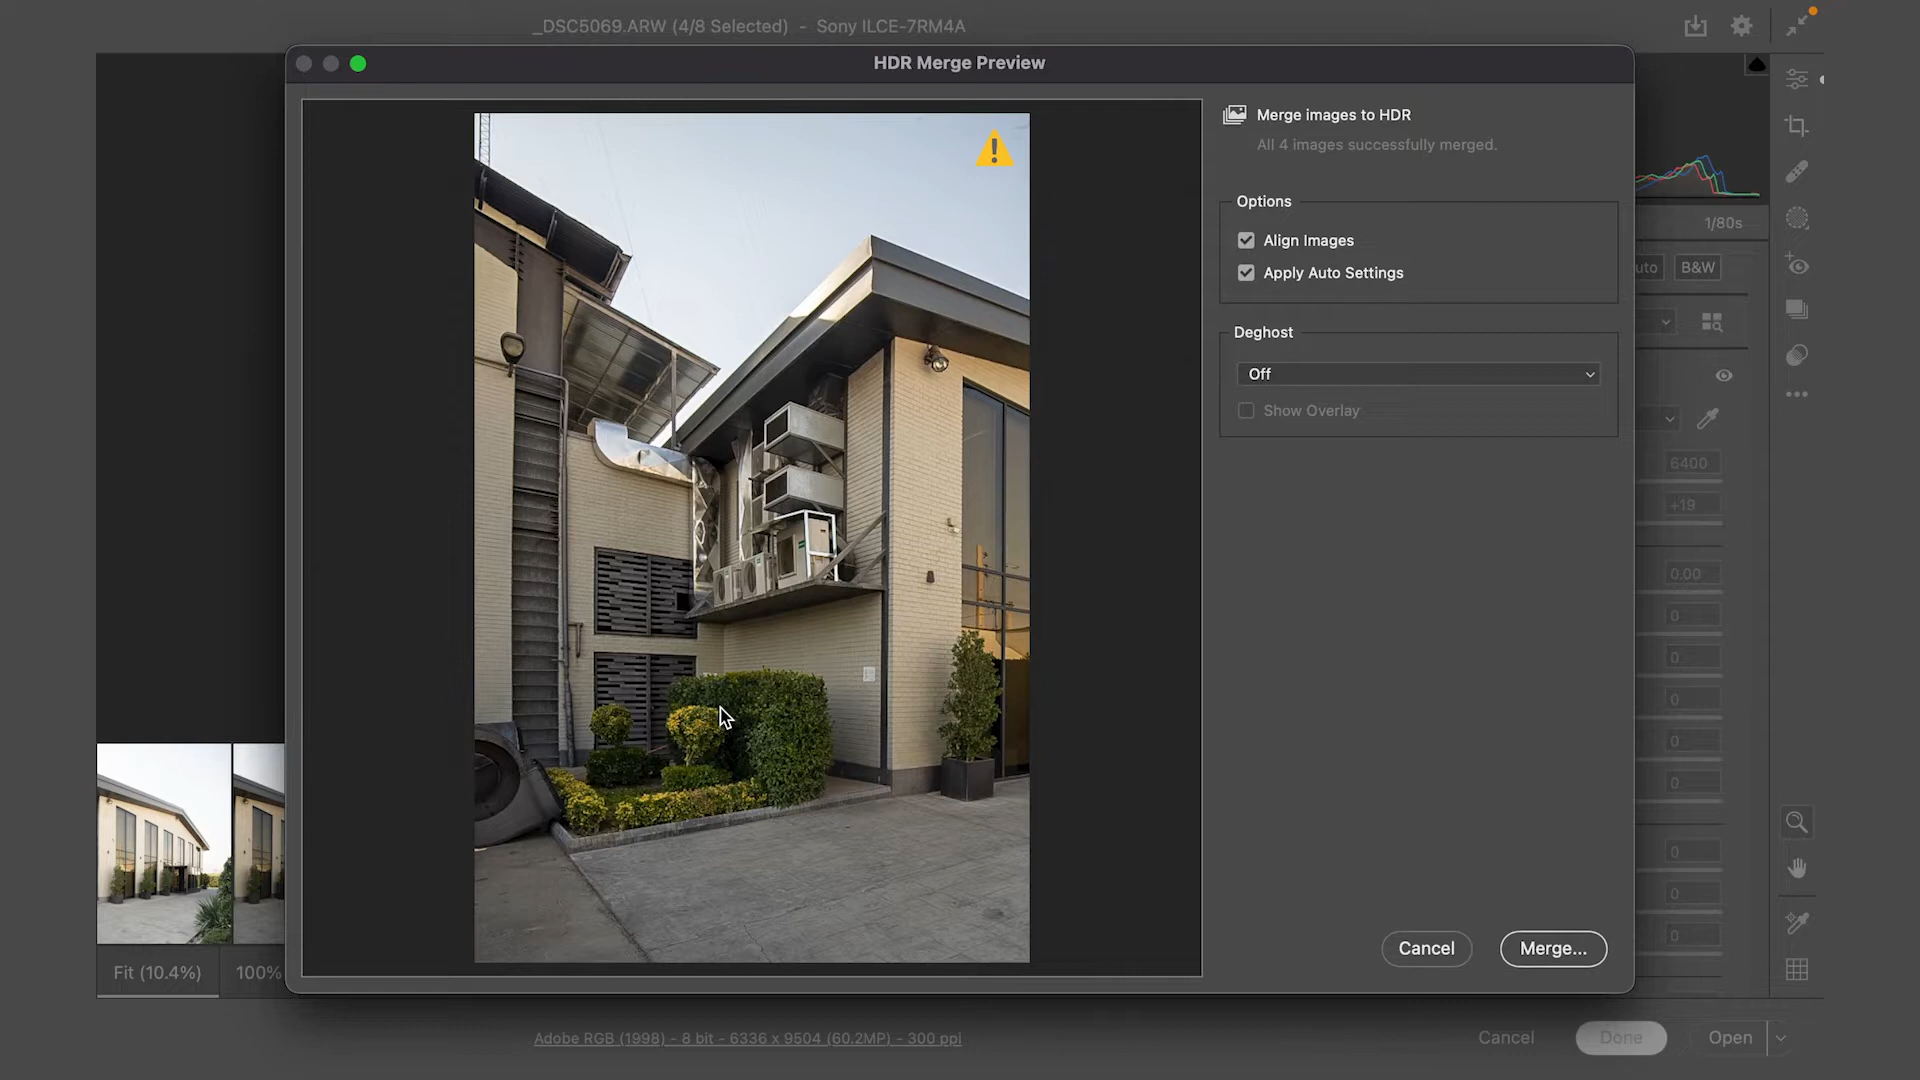 _DSC5069.ARW (4/8 Selected) - Sony ILCE-7RM4A
HDR Merge Preview
Merge images to HDR
All 4 images successfully merged.
Options
Align Images
Apply Auto Settings
Deghost
Off
Show Overlay
1/80s
uto
B&W
6400
+19
0.00
0
0
0
0
0
0
0
0
Cancel
Merge...
Fit (10.4%)
100%
Adobe RGB (1998) - 8 bit - 6336 x 9504 (60.2MP) - 300 ppi
Cancel
Done
Open